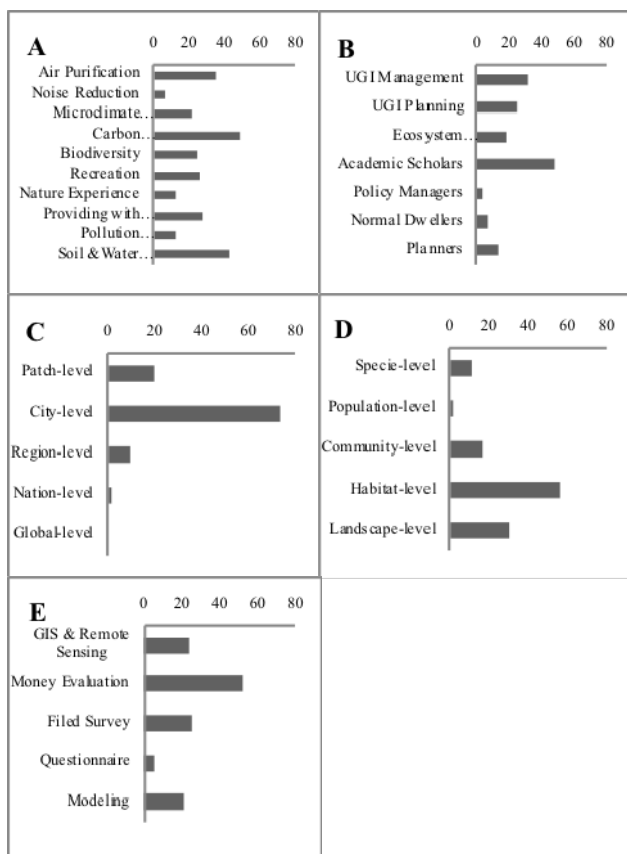 A
0 20 40 60 80
Air Purification
Noise Reduction
Microclimate…
Carbon…
Biodiversity
Recreation
Nature Experience
Providing with…
Pollution…
Soil & Water…
B
0 20 40 60 80
UGI Management
UGI Planning
Ecosystem…
Academic Scholars
Policy Managers
Normal Dwellers
Planners
C
0 20 40 60 80
Patch-level
City-level
Region-level
Nation-level
Global-level
D
0 20 40 60 80
Specie-level
Population-level
Community-level
Habitat-level
Landscape-level
E
0 20 40 60 80
GIS & Remote
Sensing
Money Evaluation
Filed Survey
Questionnaire
Modeling